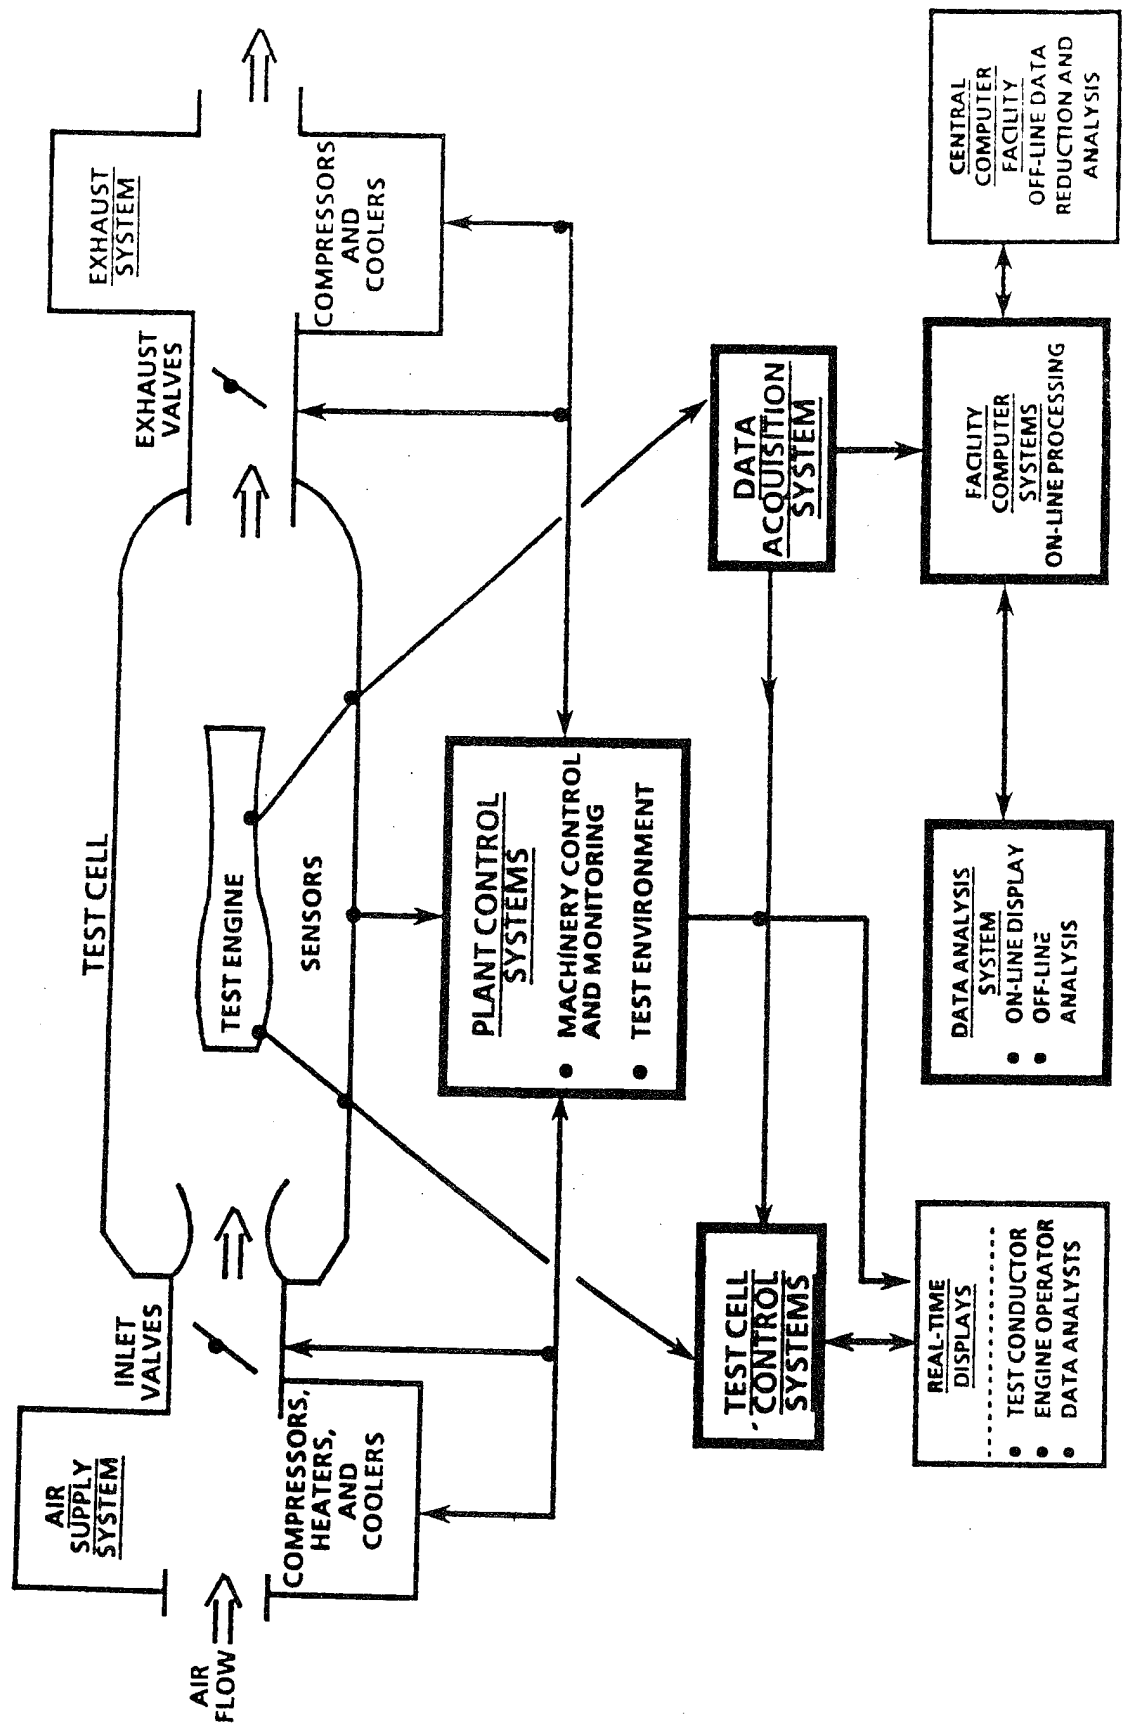 AIR
FLOW
AIR
SUPPLY
SYSTEM
COMPRESSORS,
HEATERS,
AND
COOLERS
INLET
VALVES
TEST CELL
TEST ENGINE
SENSORS
EXHAUST
VALVES
EXHAUST
SYSTEM
COMPRESSORS
AND
COOLERS
PLANT CONTROL
SYSTEMS
● MACHINERY CONTROL
AND MONITORING
● TEST ENVIRONMENT
TEST CELL
CONTROL
SYSTEMS
DATA
ACQUISITION
SYSTEM
REAL-TIME
DISPLAYS
● TEST CONDUCTOR
● ENGINE OPERATOR
● DATA ANALYSTS
DATA ANALYSIS
SYSTEM
● ON-LINE DISPLAY
● OFF-LINE
ANALYSIS
FACILITY
COMPUTER
SYSTEMS
ON-LINE PROCESSING
CENTRAL
COMPUTER
FACILITY
OFF-LINE DATA
REDUCTION AND
ANALYSIS